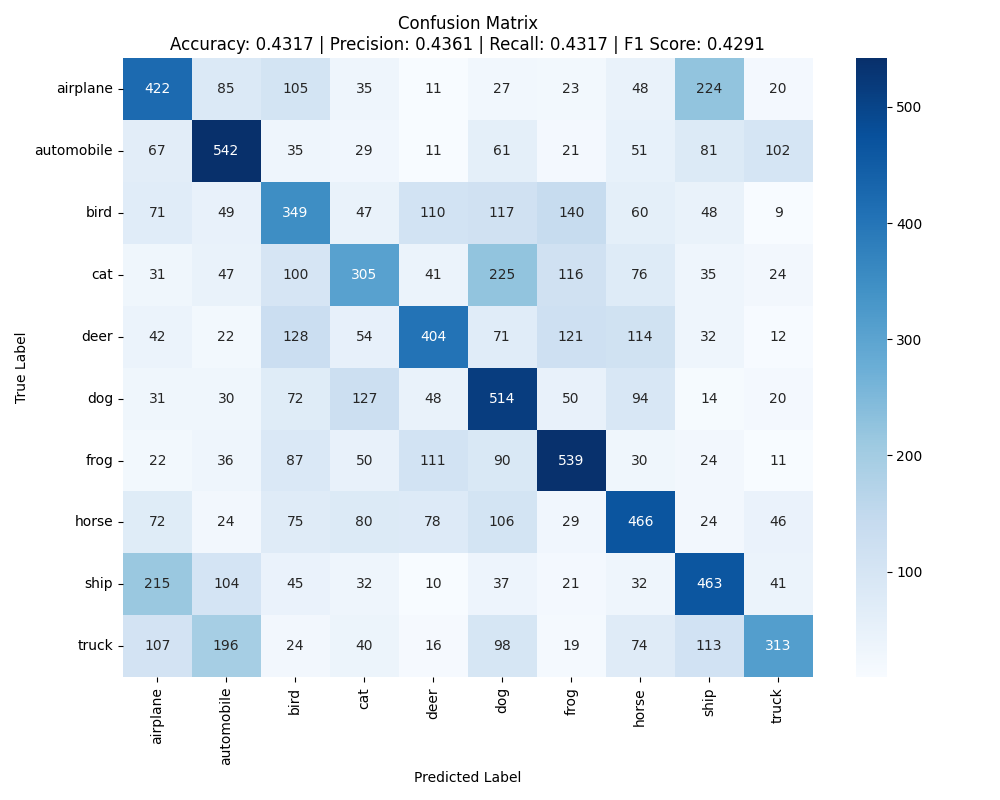 Confusion Matrix
Accuracy: 0.4317 | Precision: 0.4361 | Recall: 0.4317 | F1 Score: 0.4291
airplane 422 85 105 35 11 27 23 48 224 20
automobile 67 542 35 29 11 61 21 51 81 102
bird 71 49 349 47 110 117 140 60 48 9
cat 31 47 100 305 41 225 116 76 35 24
deer 42 22 128 54 404 71 121 114 32 12
dog 31 30 72 127 48 514 50 94 14 20
frog 22 36 87 50 111 90 539 30 24 11
horse 72 24 75 80 78 106 29 466 24 46
ship 215 104 45 32 10 37 21 32 463 41
truck 107 196 24 40 16 98 19 74 113 313
True Label
airplane automobile bird cat deer dog frog horse ship truck
Predicted Label
500
400
300
200
100